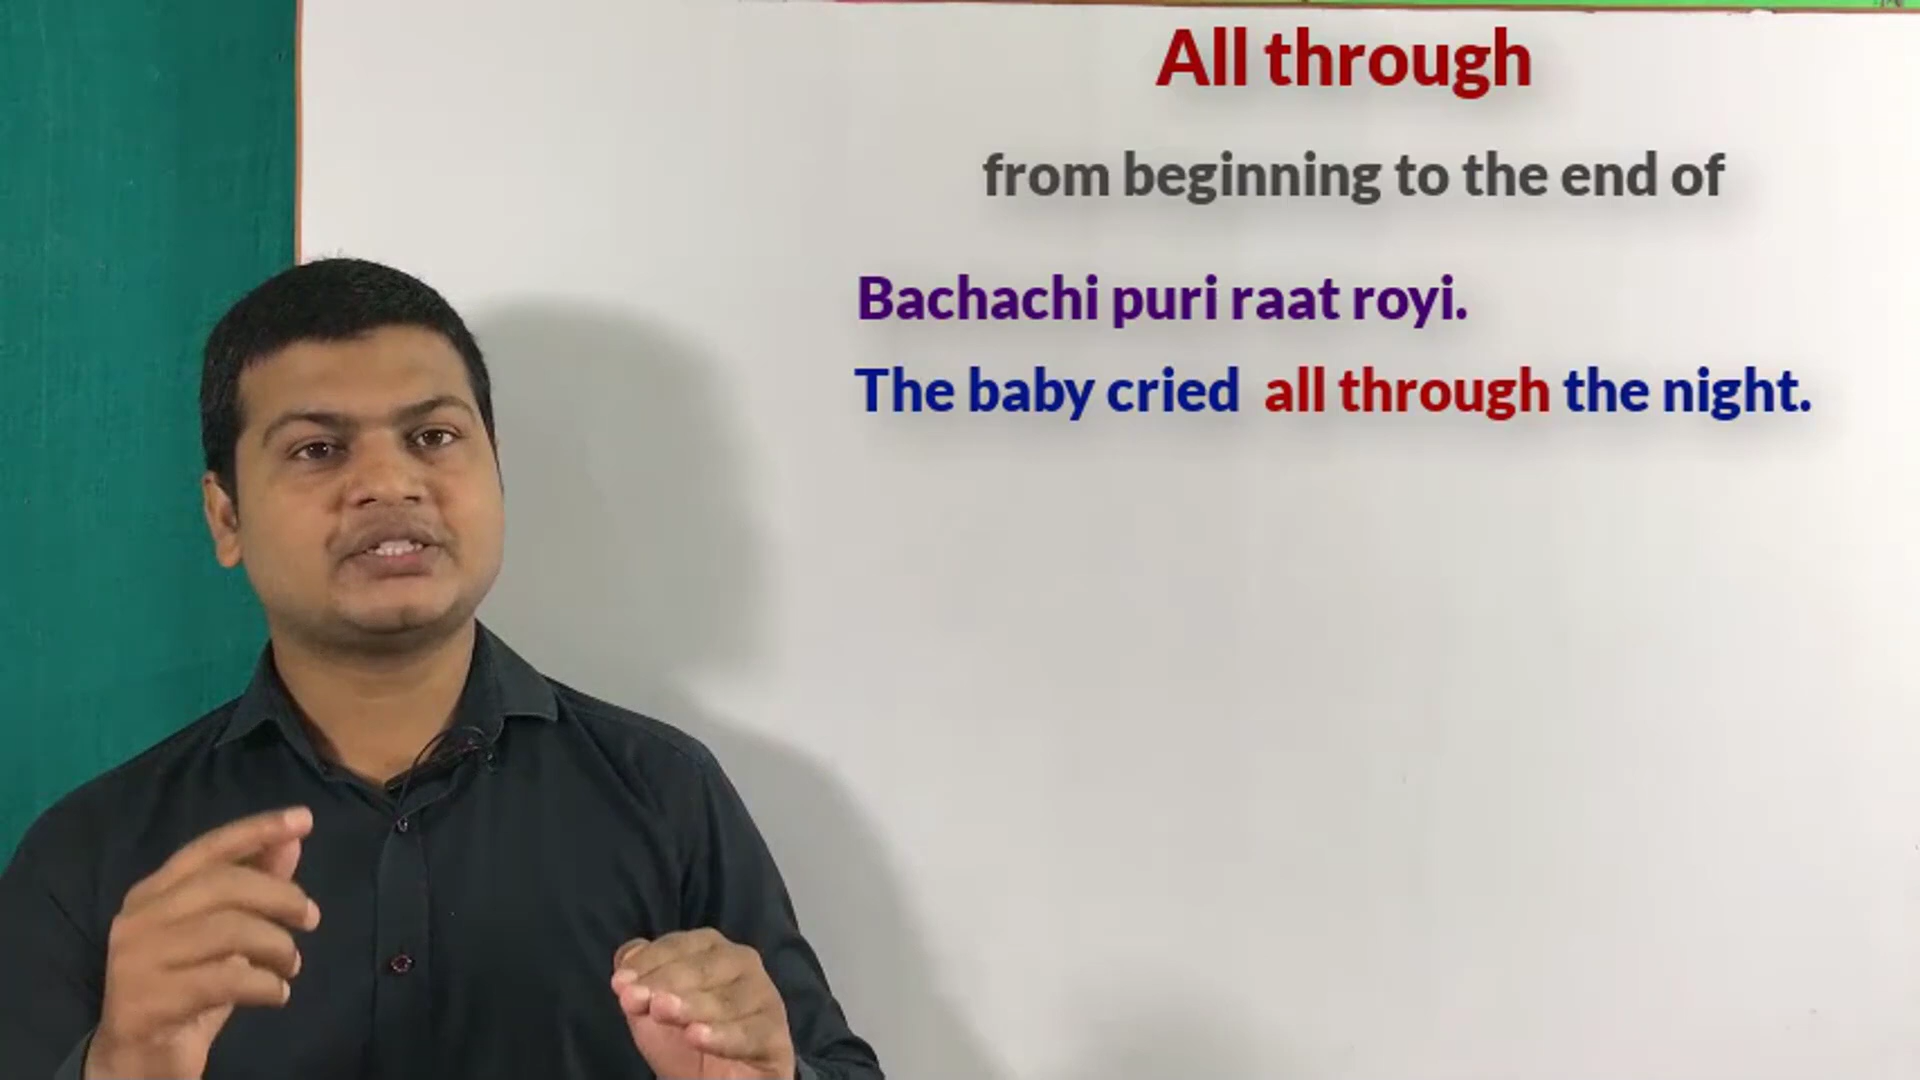 All through
from beginning to the end of
Bachachi puri raat royi.
The baby cried all through the night.